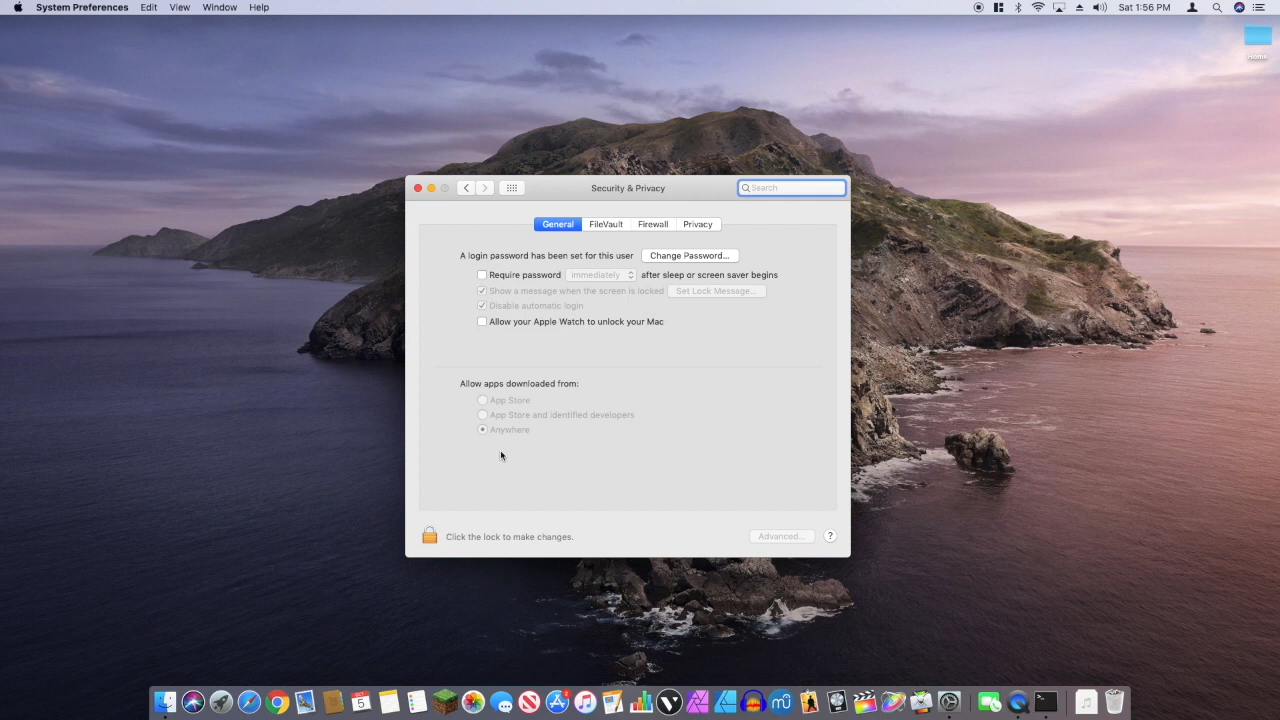 System Preferences Edit View Window Help
Sat 1:56 PM
Home
Security & Privacy
Search
General FileVault Firewall Privacy
A login password has been set for this user Change Password...
Require password immediately after sleep or screen saver begins
Show a message when the screen is locked Set Lock Message...
Disable automatic login
Allow your Apple Watch to unlock your Mac
Allow apps downloaded from:
App Store
App Store and identified developers
Anywhere
Click the lock to make changes.
Advanced... ?
OCT
5
2